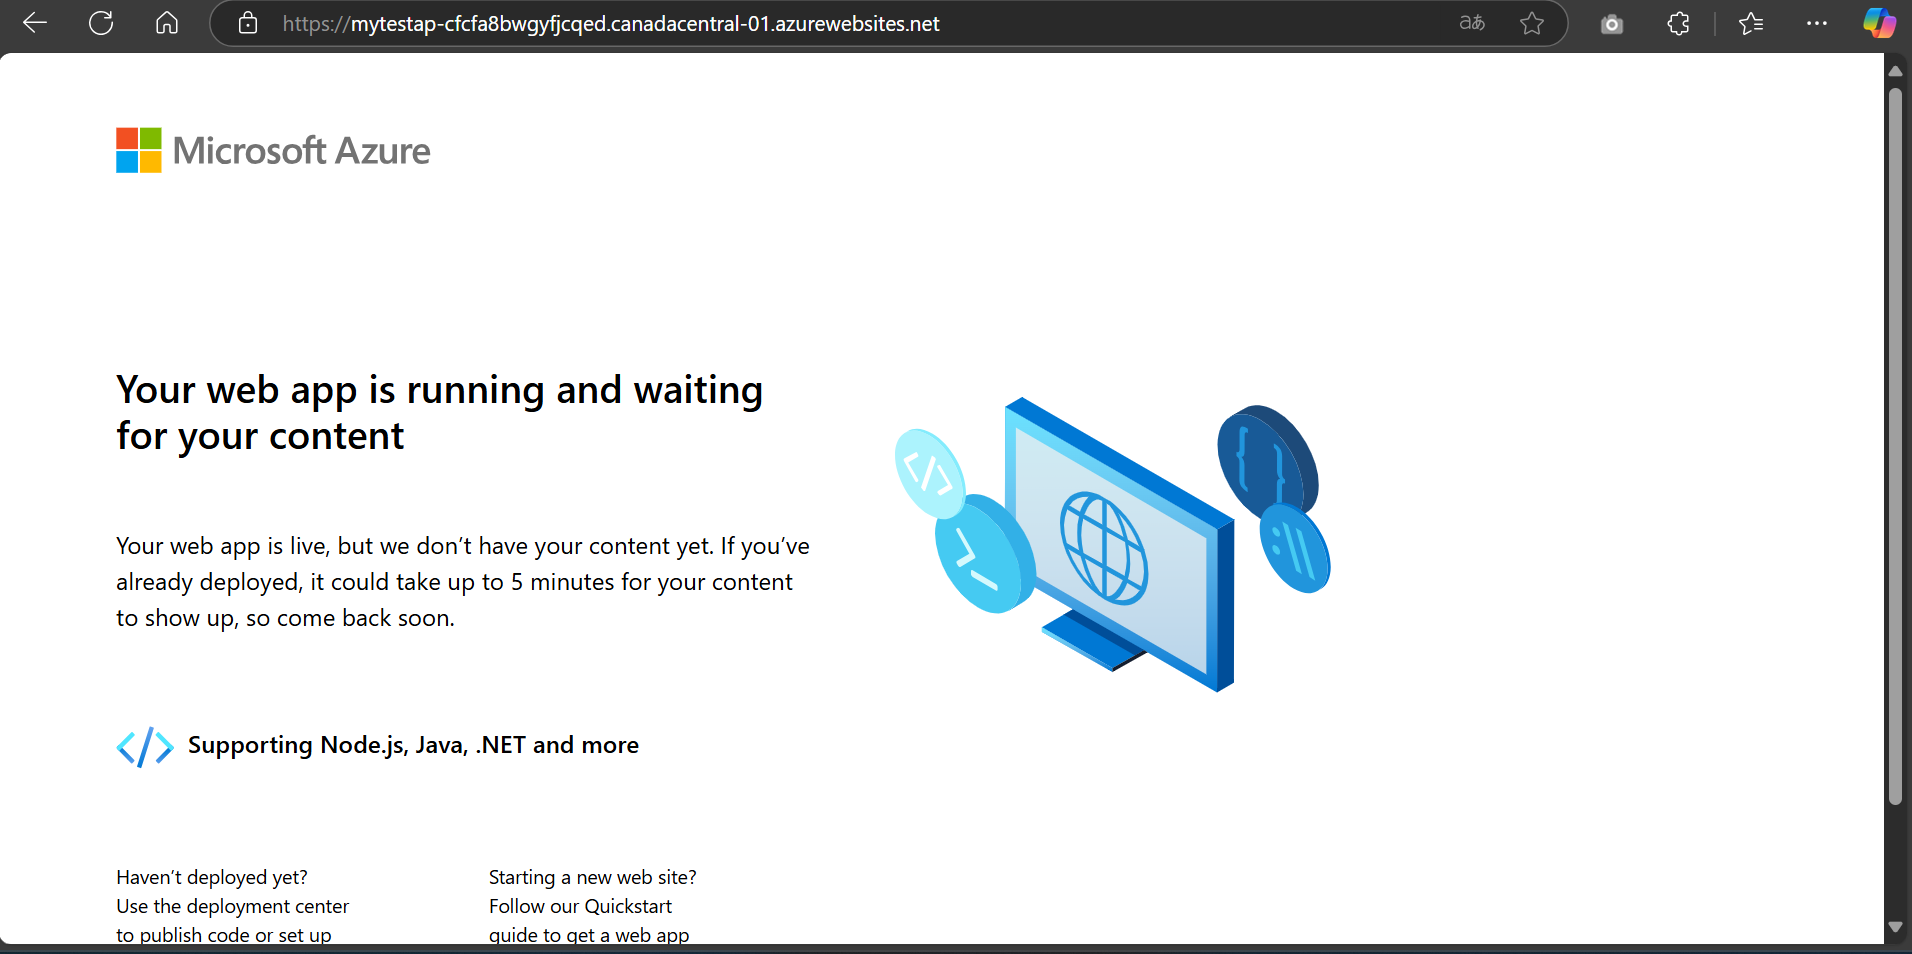 https://mytestap-cfcfa8bwgyfjcqed.canadacentral-01.azurewebsites.net
aあ
Microsoft Azure
Your web app is running and waiting
for your content
Your web app is live, but we don’t have your content yet. If you’ve
already deployed, it could take up to 5 minutes for your content
to show up, so come back soon.
Supporting Node.js, Java, .NET and more
Haven’t deployed yet?
Use the deployment center
to publish code or set up
Starting a new web site?
Follow our Quickstart
guide to get a web app